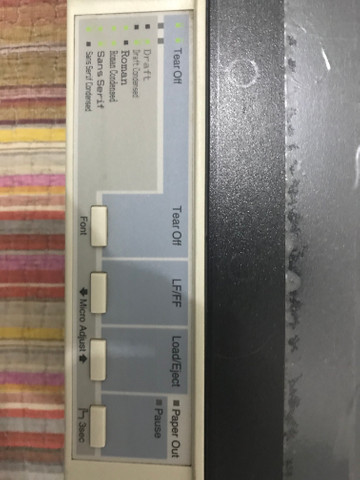 Tear Off
Tear Off
LF/FF
Load/Eject
Paper Out
Pause
Draft
Draft Condensed
Roman
Roman Condensed
Sans Serif
Sans Serif Condensed
Font
Micro Adjust
3sec